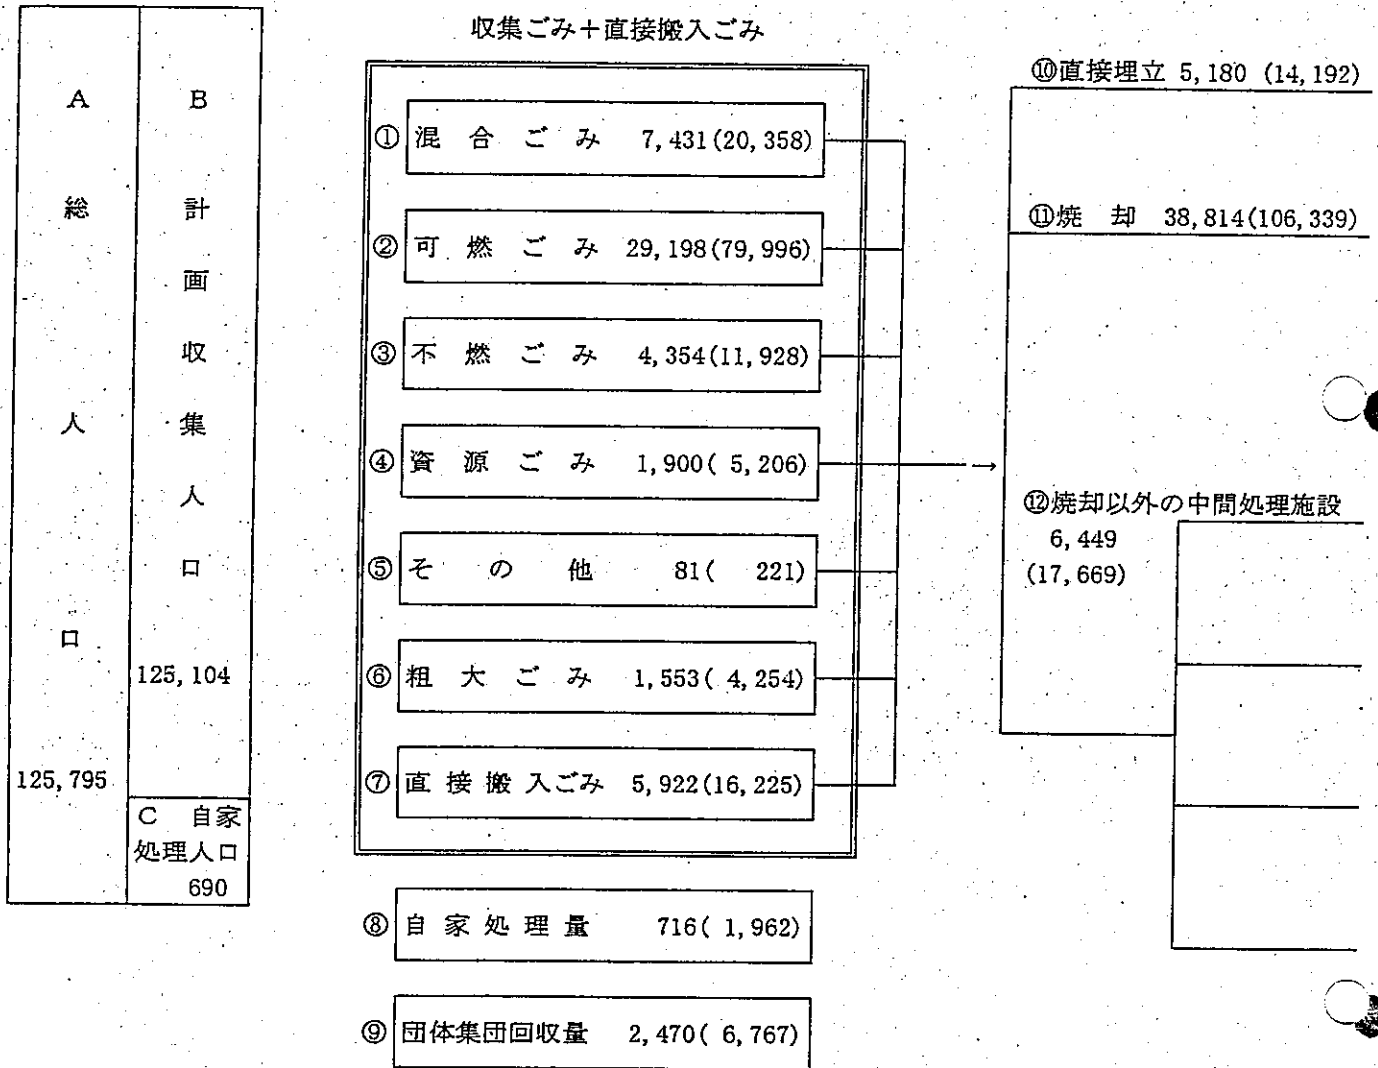 収集ごみ+直接搬入ごみ
A 総人口
125,795
B 計画収集人口
125,104
C 自家
処理人口
690
①混合ごみ 7,431(20,358)
②可燃ごみ 29,198(79,996)
③不燃ごみ 4,354(11,928)
④資源ごみ 1,900( 5,206)
⑤その他 81( 221)
⑥粗大ごみ 1,553( 4,254)
⑦直接搬入ごみ 5,922(16,225)
⑧自家処理量 716( 1,962)
⑨団体集団回収量 2,470( 6,767)
⑩直接埋立 5,180 (14,192)
⑪焼却 38,814(106,339)
⑫焼却以外の中間処理施設
6,449
(17,669)